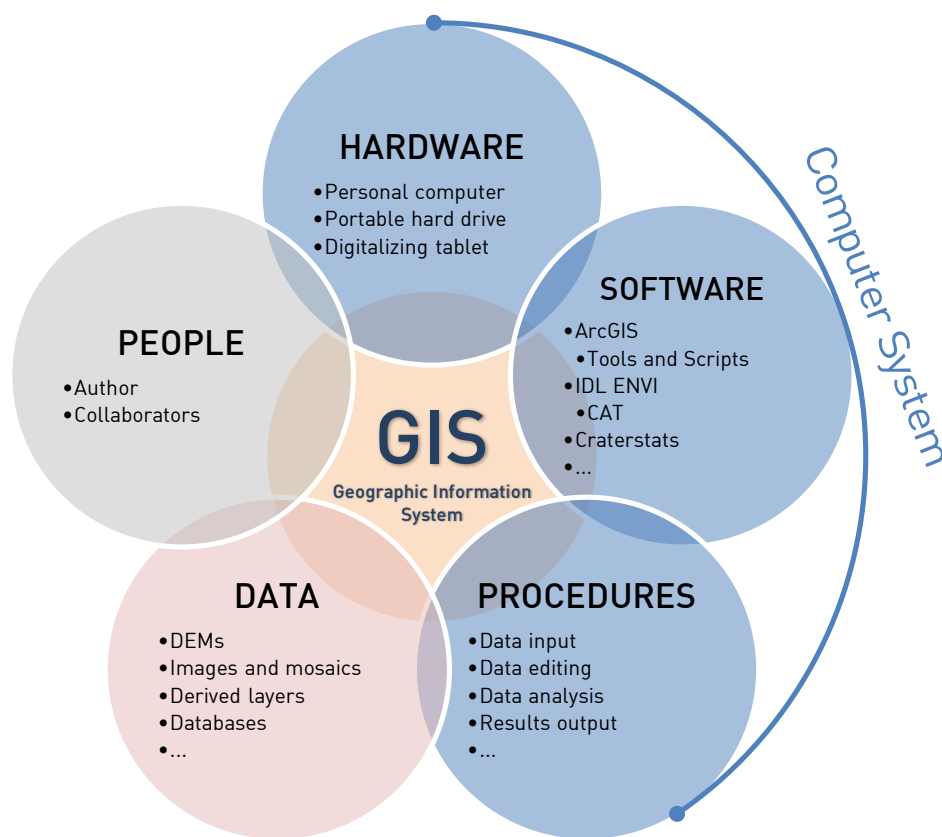 HARDWARE
•Personal computer
•Portable hard drive
•Digitalizing tablet
Computer System
SOFTWARE
•ArcGIS
•Tools and Scripts
•IDL ENVI
•CAT
•Craterstats
•...
PEOPLE
•Author
•Collaborators
GIS
Geographic Information
System
DATA
•DEMs
•Images and mosaics
•Derived layers
•Databases
•...
PROCEDURES
•Data input
•Data editing
•Data analysis
•Results output
•...